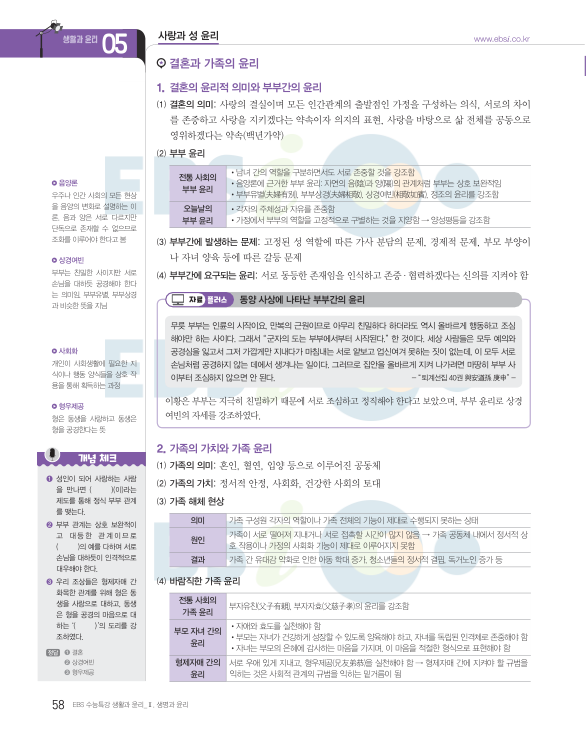 생활과 윤리 05
사랑과 성 윤리
www.ebsi.co.kr
결혼과 가족의 윤리
1. 결혼의 윤리적 의미와 부부간의 윤리
(1) 결혼의 의미: 사랑의 결실이며 모든 인간관계의 출발점인 가정을 구성하는 의식, 서로의 차이
를 존중하고 사랑을 지키겠다는 약속이자 의지의 표현, 사랑을 바탕으로 삶 전체를 공동으로
영위하겠다는 약속(백년가약)
(2) 부부 윤리
전통 사회의
부부 윤리
• 남녀 간의 역할을 구분하면서도 서로 존중할 것을 강조함
• 음양론에 근거한 부부 윤리: 자연의 음(陰)과 양(陽)의 관계처럼 부부는 상호 보완적임
• 부부유별(夫婦有別), 부부상경(夫婦相敬), 상경여빈(相敬如賓), 정조의 윤리를 강조함
오늘날의
부부 윤리
• 각자의 주체성과 자유를 존중함
• 가정에서 부부의 역할을 고정적으로 구별하는 것을 지양함 → 양성평등을 강조함
(3) 부부간에 발생하는 문제: 고정된 성 역할에 따른 가사 분담의 문제, 경제적 문제, 부모 부양이
나 자녀 양육 등에 따른 갈등 문제
(4) 부부간에 요구되는 윤리: 서로 동등한 존재임을 인식하고 존중·협력하겠다는 신의를 지켜야 함
자료 플러스 동양 사상에 나타난 부부간의 윤리
무릇 부부는 인륜의 시작이요, 만복의 근원이므로 아무리 친밀하다 하더라도 역시 올바르게 행동하고 조심
해야만 하는 사이다. 그래서 "군자의 도는 부부에서부터 시작된다."한 것이다. 세상 사람들은 모두 예의와
공경심을 잃고서 그저 가깝게만 지내다가 마침내는 서로 얕보고 업신여겨 못하는 짓이 없는데, 이 모두 서로
손님처럼 공경하지 않는 데에서 생겨나는 일이다. 그러므로 집안을 올바르게 지켜 나가려면 마땅히 부부 사
이부터 조심하지 않으면 안 된다.
- "퇴계선집 40권 與安道孫 庚申" -
이황은 부부는 지극히 친밀하기 때문에 서로 조심하고 정직해야 한다고 보았으며, 부부 윤리로 상경
여빈의 자세를 강조하였다.
2. 가족의 가치와 가족 윤리
(1) 가족의 의미: 혼인, 혈연, 입양 등으로 이루어진 공동체
(2) 가족의 가치: 정서적 안정, 사회화, 건강한 사회의 토대
(3) 가족 해체 현상
의미 가족 구성원 각자의 역할이나 가족 전체의 기능이 제대로 수행되지 못하는 상태
원인 가족이 서로 떨어져 지내거나 서로 접촉할 시간이 많지 않음 → 가족 공동체 내에서 정서적 상
호 작용이나 가정의 사회화 기능이 제대로 이루어지지 못함
결과 가족 간 유대감 약화로 인한 아동 학대 증가, 청소년들의 정서적 결핍, 독거노인 증가 등
(4) 바람직한 가족 윤리
전통 사회의
가족 윤리
부자유친(父子有親), 부자자효(父慈子孝)의 윤리를 강조함
부모 자녀 간의
윤리
• 자애와 효도를 실천해야 함
• 부모는 자녀가 건강하게 성장할 수 있도록 양육해야 하고, 자녀를 독립된 인격체로 존중해야 함
• 자녀는 부모의 은혜에 감사하는 마음을 가지며, 이 마음을 적절한 형식으로 표현해야 함
형제자매 간의
윤리
서로 우애 있게 지내고, 형우제공(兄友弟恭)을 실천해야 함 → 형제자매 간에 지켜야 할 규범을
익히는 것은 사회적 관계의 규범을 익히는 밑거름이 됨
음양론
우주나 인간 사회의 모든 현상
을 음양의 변화로 설명하는 이
론. 음과 양은 서로 다르지만
단독으로 존재할 수 없으므로
조화를 이루어야 한다고 봄
상경여빈
부부는 친밀한 사이지만 서로
손님을 대하듯 공경해야 한다
는 의미임. 부부유별, 부부상경
과 비슷한 뜻을 지님
사회화
개인이 사회생활에 필요한 지
식이나 행동 양식들을 상호 작
용을 통해 획득하는 과정
형우제공
형은 동생을 사랑하고 동생은
형을 공경한다는 뜻
개념 체크
❶ 성인이 되어 사랑하는 사람
을 만나면 ( )(이)라는
제도를 통해 정식 부부 관계
를 맺는다.
❷ 부부 관계는 상호 보완적이
고 대등한 관계이므로
( )의 예를 다하며 서로
손님을 대하듯이 인격적으로
대우해야 한다.
❸ 우리 조상들은 형제자매 간
화목한 관계를 위해 형은 동
생을 사랑으로 대하고, 동생
은 형을 공경의 마음으로 대
하는 '( )'의 도리를 강
조하였다.
정답 ❶ 결혼
❷ 상경여빈
❸ 형우제공
58 EBS 수능특강 생활과 윤리_Ⅱ. 생명과 윤리
EBSi
EBSi
EBSi